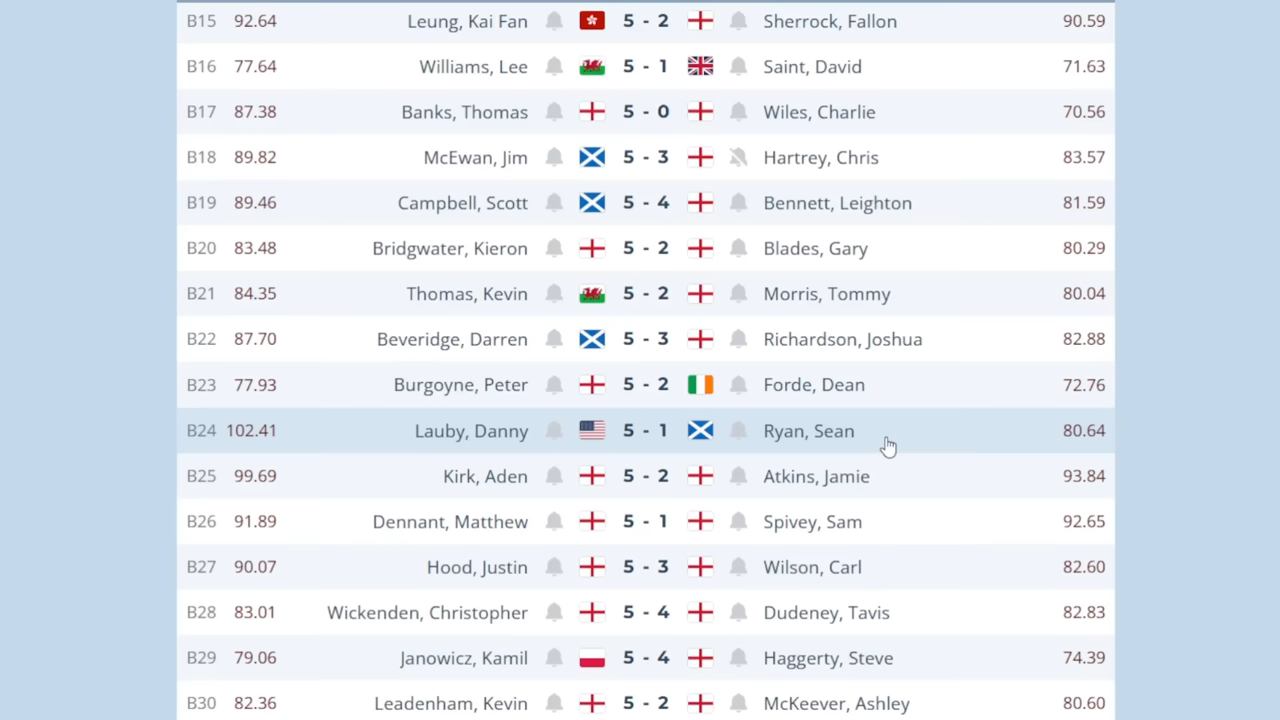 B15 92.64 Leung, Kai Fan 5 - 2 Sherrock, Fallon 90.59
B16 77.64 Williams, Lee 5 - 1 Saint, David 71.63
B17 87.38 Banks, Thomas 5 - 0 Wiles, Charlie 70.56
B18 89.82 McEwan, Jim 5 - 3 Hartrey, Chris 83.57
B19 89.46 Campbell, Scott 5 - 4 Bennett, Leighton 81.59
B20 83.48 Bridgwater, Kieron 5 - 2 Blades, Gary 80.29
B21 84.35 Thomas, Kevin 5 - 2 Morris, Tommy 80.04
B22 87.70 Beveridge, Darren 5 - 3 Richardson, Joshua 82.88
B23 77.93 Burgoyne, Peter 5 - 2 Forde, Dean 72.76
B24 102.41 Lauby, Danny 5 - 1 Ryan, Sean 80.64
B25 99.69 Kirk, Aden 5 - 2 Atkins, Jamie 93.84
B26 91.89 Dennant, Matthew 5 - 1 Spivey, Sam 92.65
B27 90.07 Hood, Justin 5 - 3 Wilson, Carl 82.60
B28 83.01 Wickenden, Christopher 5 - 4 Dudeney, Tavis 82.83
B29 79.06 Janowicz, Kamil 5 - 4 Haggerty, Steve 74.39
B30 82.36 Leadenham, Kevin 5 - 2 McKeever, Ashley 80.60